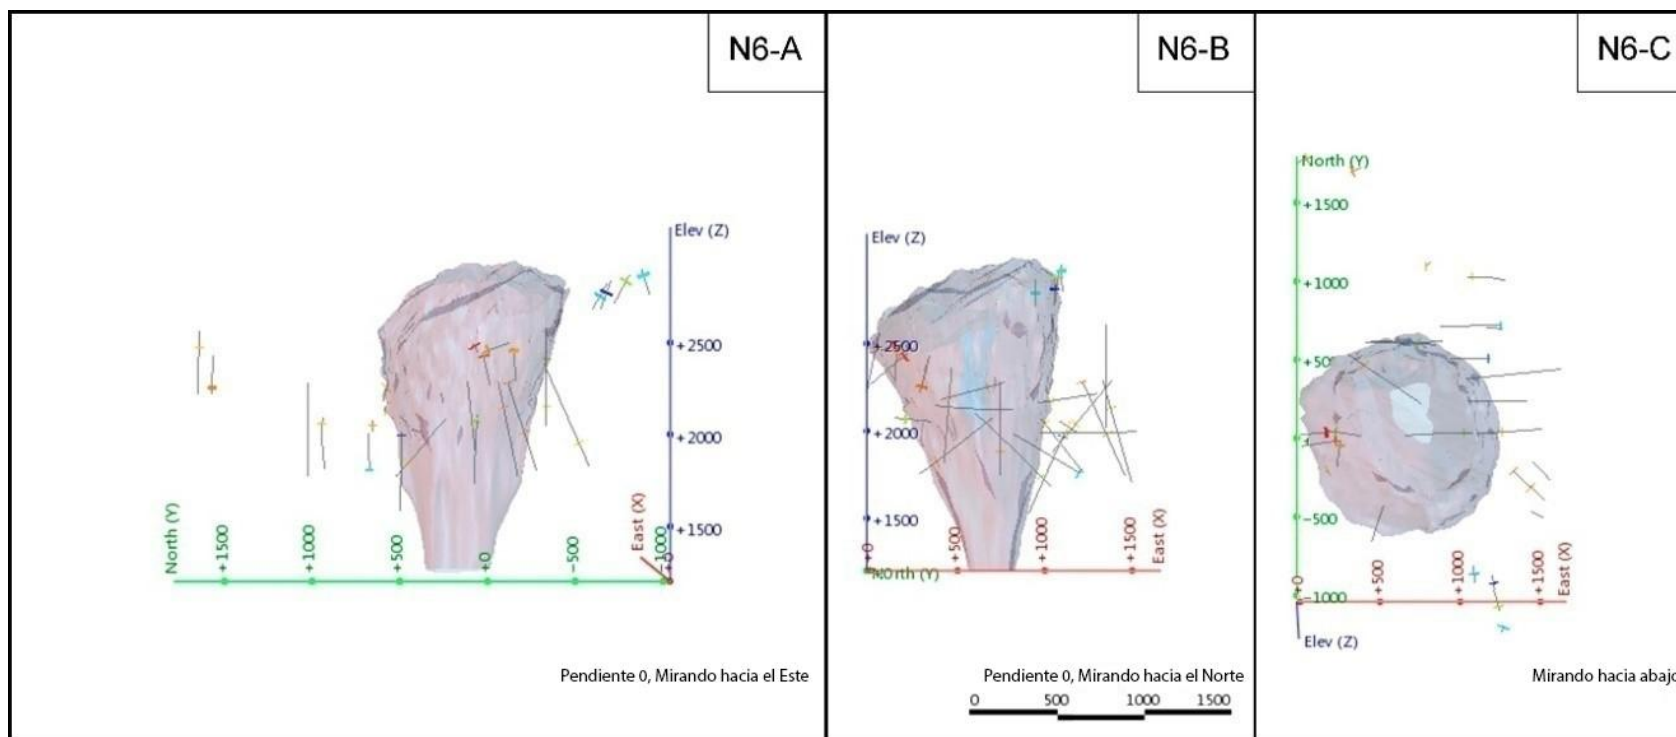 N6-A
Elev (Z)
+2500
+2000
+1500
North (Y)
+1500
+1000
+500
+0
-500
East (X)
Pendiente 0, Mirando hacia el Este
N6-B
Elev (Z)
+2500
+2000
+1500
+0
+500
+1000
+1500
East (X)
North (Y)
Pendiente 0, Mirando hacia el Norte
0 500 1000 1500
N6-C
North (Y)
+1500
+1000
-500
-1000
+0
+500
+1000
+1500
East (X)
Elev (Z)
Mirando hacia abajo